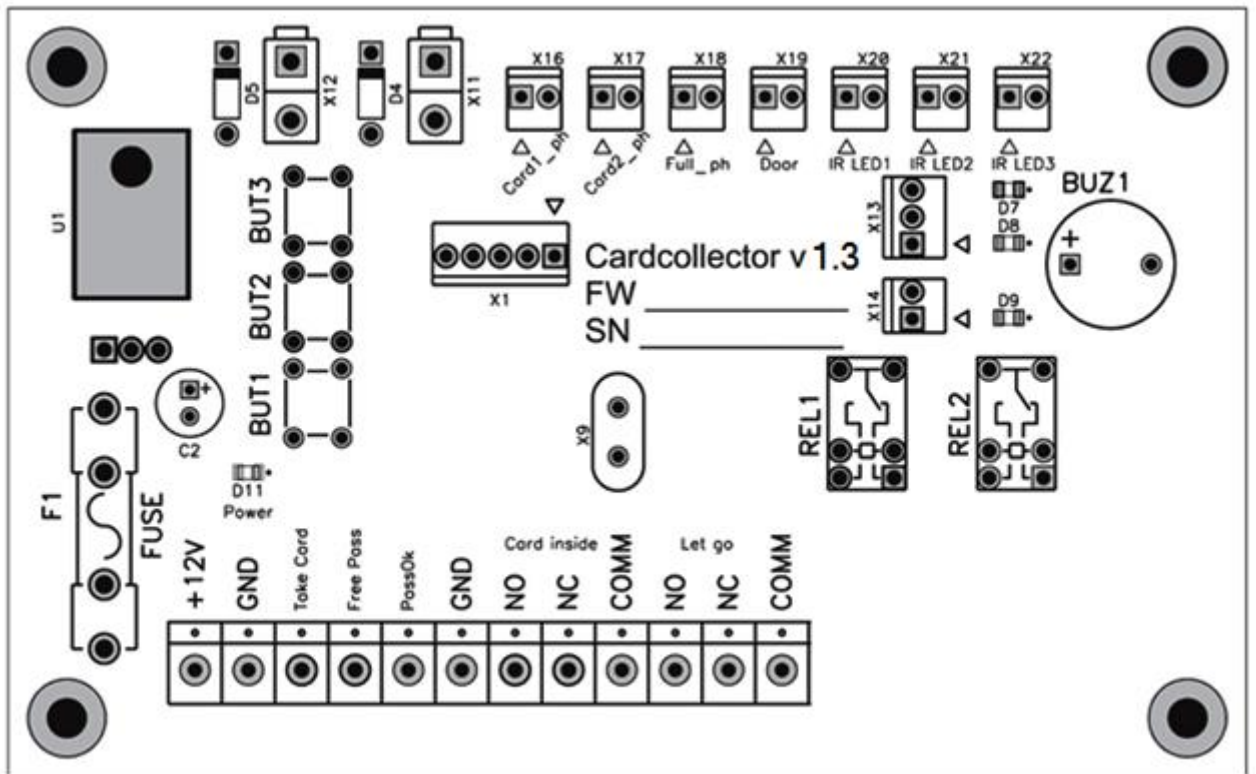 X16 X17 X18 X19 X20 X21 X22
D5 X12 D4 X11
Card1_ph Card2_ph Full_ph Door IR LED1 IR LED2 IR LED3
U1
BUT3
X13
D7
D8
BUZ1
+
Cardcollector v 1.3
X1
FW
SN
BUT2
X14
D9
BUT1
+
C2
X9
REL1
REL2
F1
FUSE
D11
Power
Card inside Let go
+12V GND Take Card Free Pass PassOk GND NO NC COMM NO NC COMM